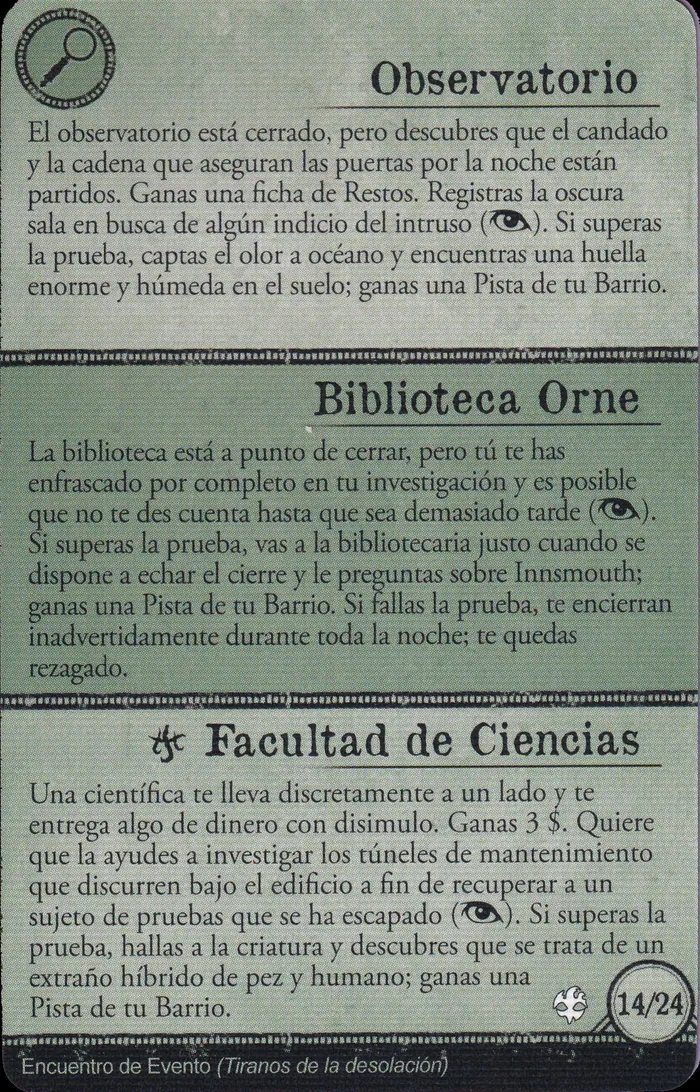 Observatorio
El observatorio está cerrado, pero descubres que el candado
y la cadena que aseguran las puertas por la noche están
partidos. Ganas una ficha de Restos. Registras la oscura
sala en busca de algún indicio del intruso (). Si superas
la prueba, captas el olor a océano y encuentras una huella
enorme y húmeda en el suelo; ganas una Pista de tu Barrio.
Biblioteca Orne
La biblioteca está a punto de cerrar, pero tú te has
enfrascado por completo en tu investigación y es posible
que no te des cuenta hasta que sea demasiado tarde ().
Si superas la prueba, vas a la bibliotecaria justo cuando se
dispone a echar el cierre y le preguntas sobre Innsmouth;
ganas una Pista de tu Barrio. Si fallas la prueba, te encierran
inadvertidamente durante toda la noche; te quedas
rezagado.
Facultad de Ciencias
Una científica te lleva discretamente a un lado y te
entrega algo de dinero con disimulo. Ganas 3 $. Quiere
que la ayudes a investigar los túneles de mantenimiento
que discurren bajo el edificio a fin de recuperar a un
sujeto de pruebas que se ha escapado (). Si superas la
prueba, hallas a la criatura y descubres que se trata de un
extraño híbrido de pez y humano; ganas una
Pista de tu Barrio.
14/24
Encuentro de Evento (Tiranos de la desolación)